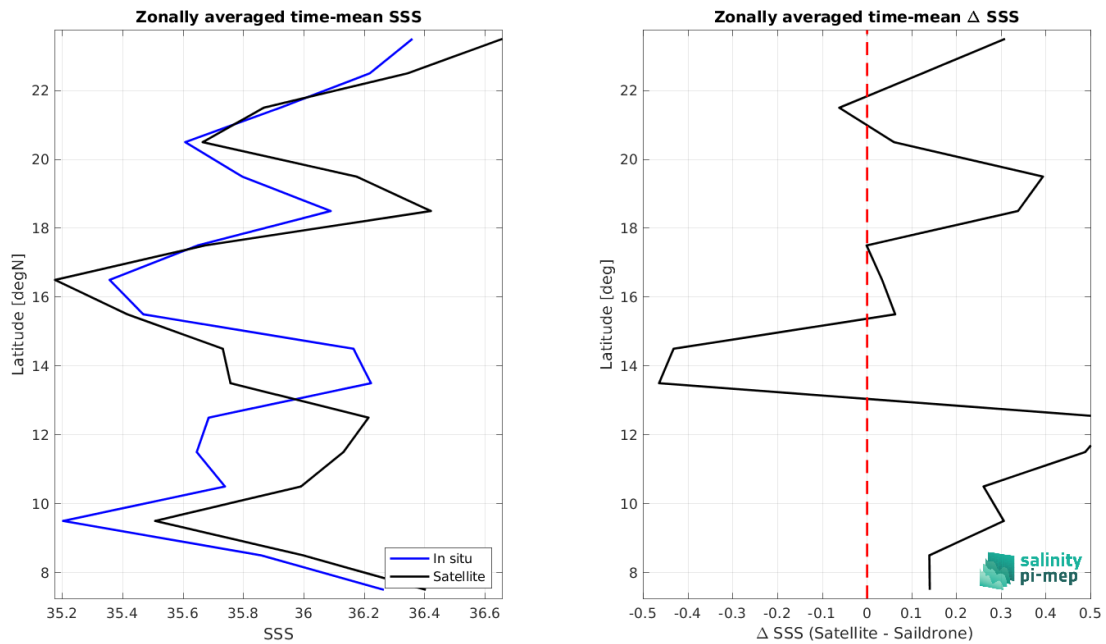 Zonally averaged time-mean SSS
22
20
18
16
14
12
10
8
Latitude [degN]
35.2 35.4 35.6 35.8 36 36.2 36.4 36.6
SSS
In situ
Satellite
Zonally averaged time-mean Δ SSS
22
20
18
16
14
12
10
8
Latitude [deg]
-0.5 -0.4 -0.3 -0.2 -0.1 0 0.1 0.2 0.3 0.4 0.5
Δ SSS (Satellite - Saildrone)
salinity
pi-mep